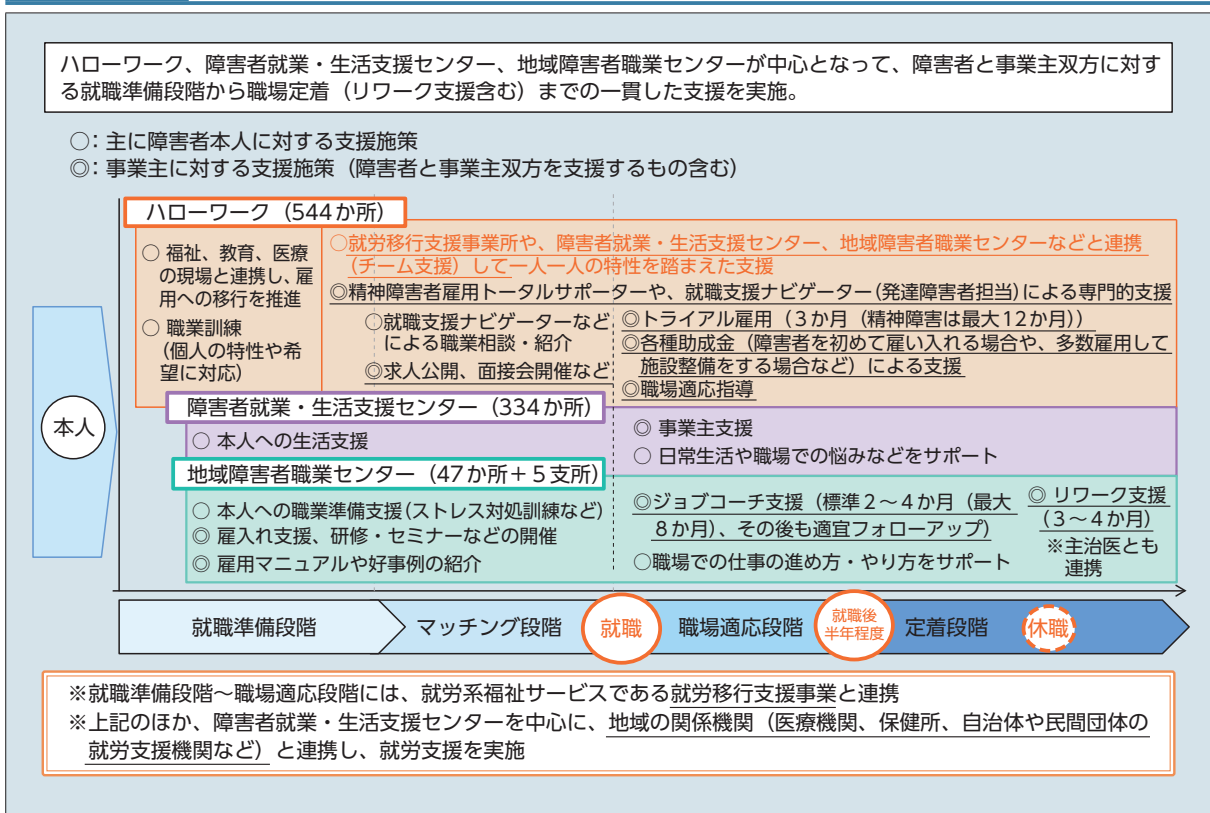 ハローワーク、障害者就業・生活支援センター、地域障害者職業センターが中心となって、障害者と事業主双方に対す
る就職準備段階から職場定着（リワーク支援含む）までの一貫した支援を実施。
○：主に障害者本人に対する支援施策
◎：事業主に対する支援施策（障害者と事業主双方を支援するもの含む）
本人
ハローワーク（544か所）
○ 福祉、教育、医療
の現場と連携し、雇
用への移行を推進
○ 職業訓練
（個人の特性や希
望に対応）
○就労移行支援事業所や、障害者就業・生活支援センター、地域障害者職業センターなどと連携
（チーム支援）して一人一人の特性を踏まえた支援
◎精神障害者雇用トータルサポーターや、就職支援ナビゲーター（発達障害者担当）による専門的支援
○就職支援ナビゲーターなど
による職業相談・紹介
◎求人公開、面接会開催など
◎トライアル雇用（３か月（精神障害は最大12か月））
◎各種助成金（障害者を初めて雇い入れる場合や、多数雇用して
施設整備をする場合など）による支援
◎職場適応指導
障害者就業・生活支援センター（334か所）
○ 本人への生活支援
◎ 事業主支援
○ 日常生活や職場での悩みなどをサポート
地域障害者職業センター（47か所＋５支所）
○ 本人への職業準備支援（ストレス対処訓練など）
◎ 雇入れ支援、研修・セミナーなどの開催
◎ 雇用マニュアルや好事例の紹介
◎ジョブコーチ支援（標準２～４か月（最大
８か月）、その後も適宜フォローアップ）
○職場での仕事の進め方・やり方をサポート
◎ リワーク支援
（３～４か月）
※主治医とも
連携
就職準備段階
マッチング段階
就職
職場適応段階
就職後
半年程度
定着段階
休職
※就職準備段階～職場適応段階には、就労系福祉サービスである就労移行支援事業と連携
※上記のほか、障害者就業・生活支援センターを中心に、地域の関係機関（医療機関、保健所、自治体や民間団体の
就労支援機関など）と連携し、就労支援を実施